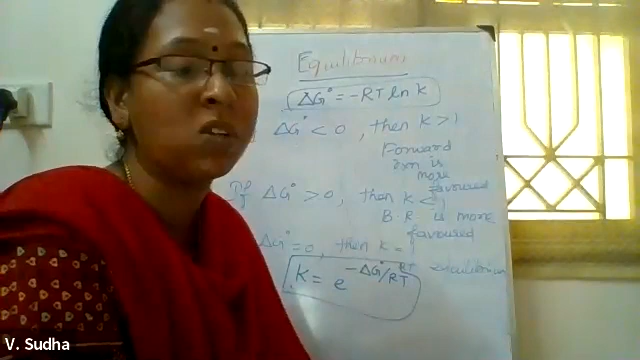 Equilibrium
ΔG° = -RT ln K
ΔG° < 0, then K > 1
Forward
rxn is
more
favoured
If ΔG° > 0, then K < 1
B.R is more
favoured
ΔG° = 0, then K = 1
equilibrium
K = e^-ΔG°/RT
V. Sudha